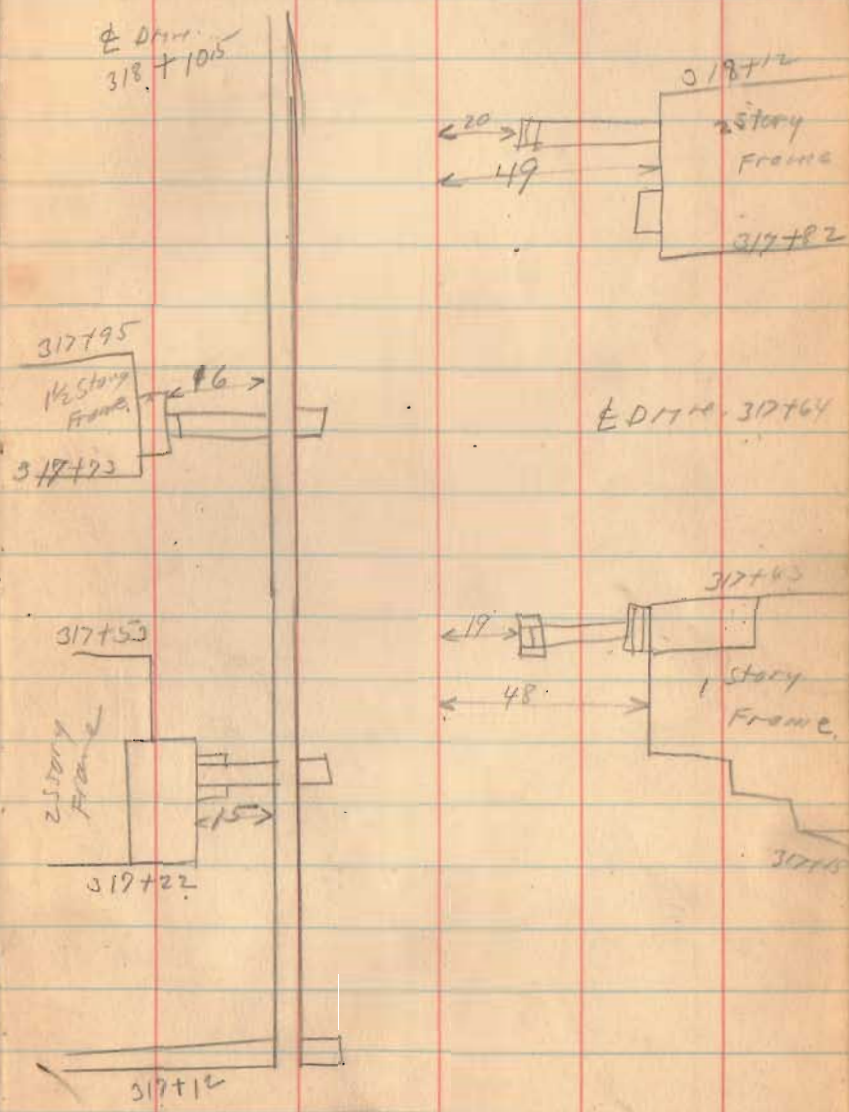 ℄ Drive
318 + 10.5
318+12
20
2 Story
Frame
49
317+82
317+95
16
1½ Story
Frame.
317+73
℄ Drive. 317+64
317+53
19
1 Story
Frame.
48
2 Story
Frame
15
317+22
317+12